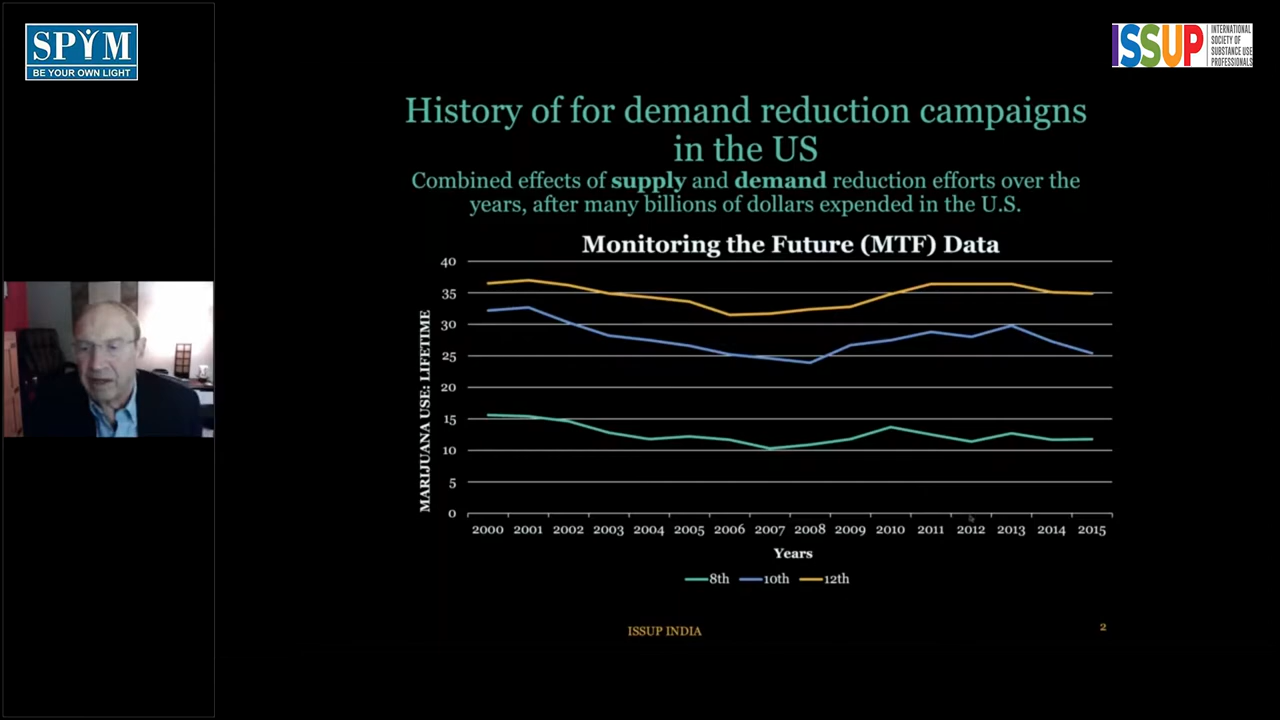 SPYM
BE YOUR OWN LIGHT
ISSUP
INTERNATIONAL
SOCIETY OF
SUBSTANCE USE
PROFESSIONALS
History of for demand reduction campaigns
in the US
Combined effects of supply and demand reduction efforts over the
years, after many billions of dollars expended in the U.S.
Monitoring the Future (MTF) Data
MARIJUANA USE: LIFETIME
40
35
30
25
20
15
10
5
0
2000 2001 2002 2003 2004 2005 2006 2007 2008 2009 2010 2011 2012 2013 2014 2015
Years
8th 10th 12th
ISSUP INDIA
2